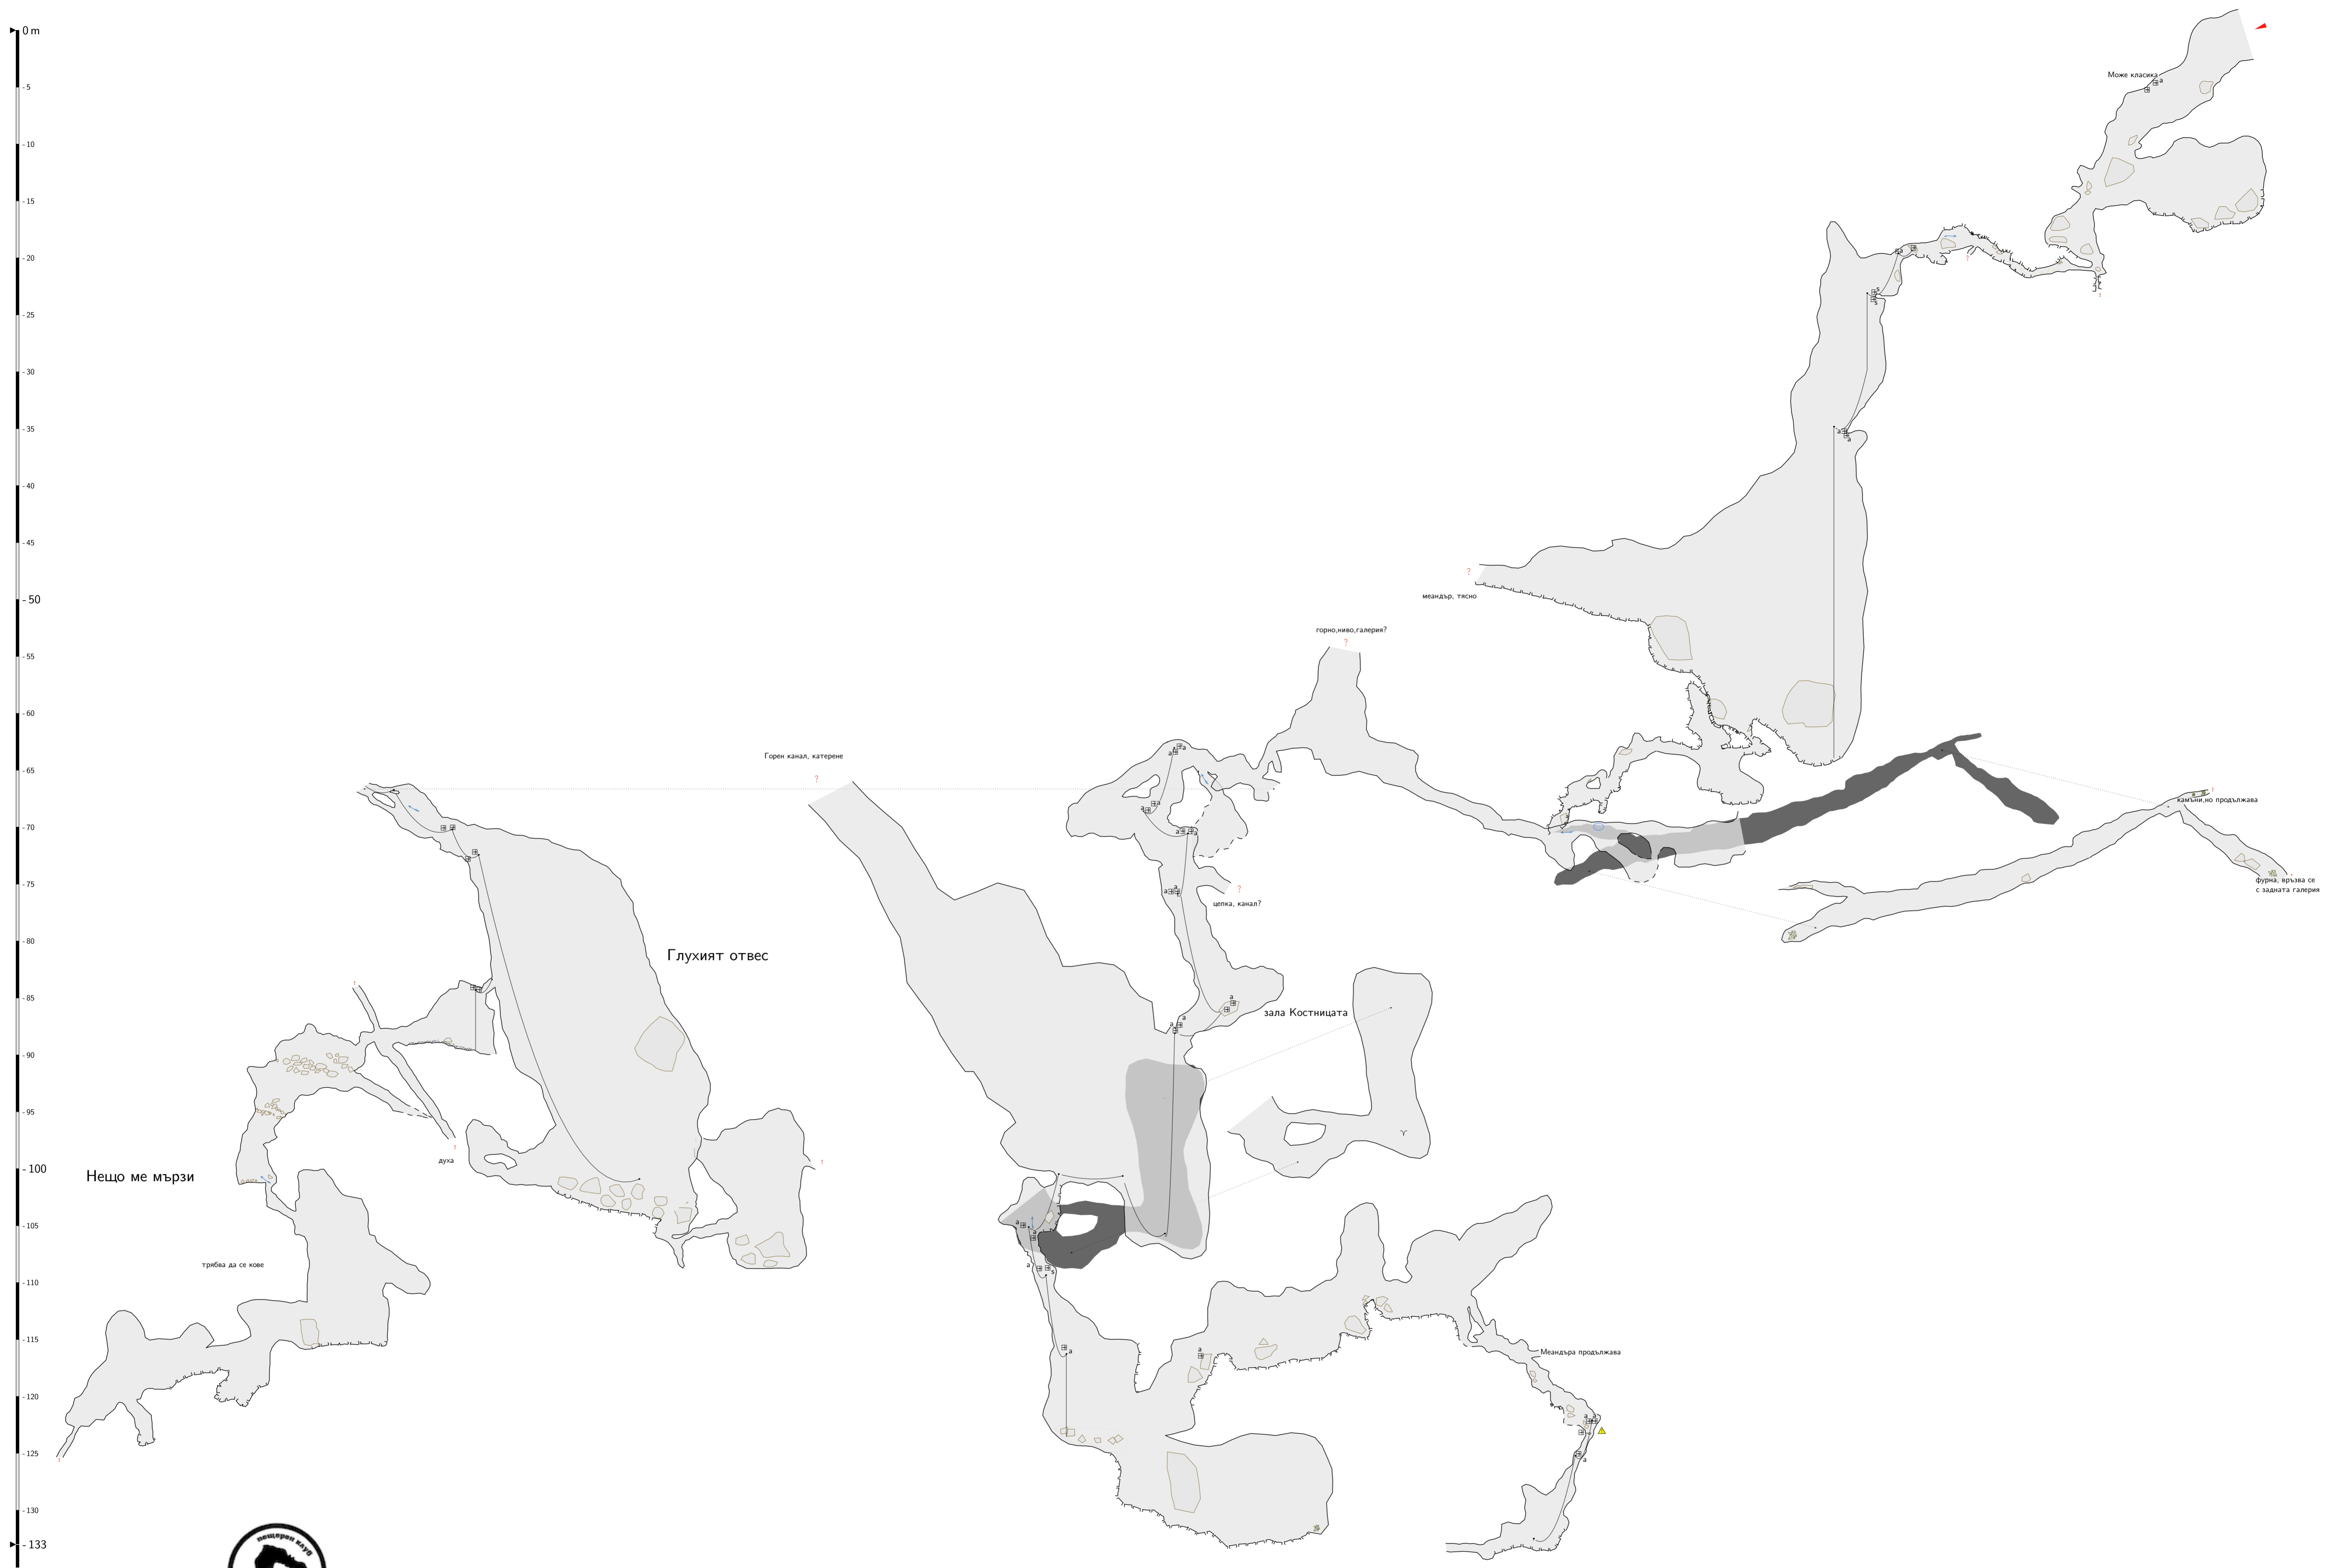 0 m
-5
-10
-15
-20
-25
-30
-35
-40
-45
-50
-55
-60
-65
-70
-75
-80
-85
-90
-95
-100
-105
-110
-115
-120
-125
-130
-133
Може класика
меандър, тясно
горно,ниво,галерия?
Горен канал, катерене
камъни,но продължава
фурна, връзва се
с задната галерия
цепка, канал?
Глухият отвес
зала Костницата
духа
Нещо ме мързи
трябва да се кове
Меандъра продължава
пещерен клуб